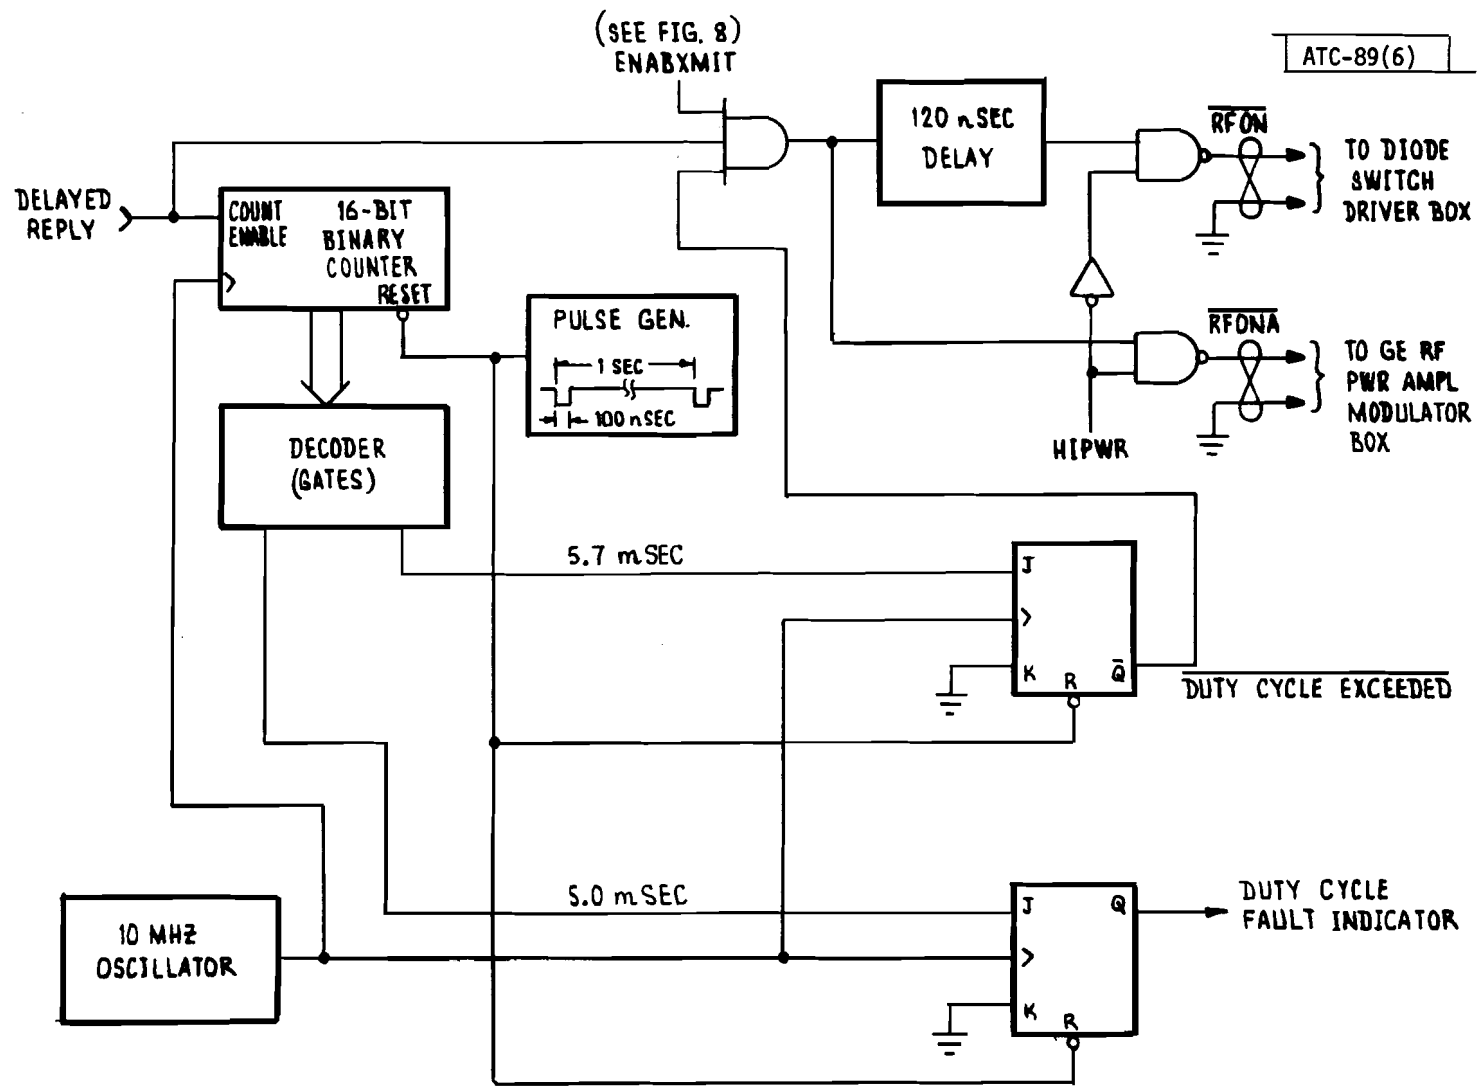 (SEE FIG. 8)
ENABXMIT
ATC-89(6)
120 nSEC
DELAY
RFON
TO DIODE
SWITCH
DRIVER BOX
DELAYED
REPLY
COUNT
ENABLE
16-BIT
BINARY
COUNTER
RESET
PULSE GEN.
1 SEC
100 nSEC
RFONA
TO GE RF
PWR AMPL
MODULATOR
BOX
HIPWR
DECODER
(GATES)
5.7 mSEC
J
K
R
Q̅
DUTY CYCLE EXCEEDED
5.0 mSEC
J
Q
K
R
DUTY CYCLE
FAULT INDICATOR
10 MHZ
OSCILLATOR